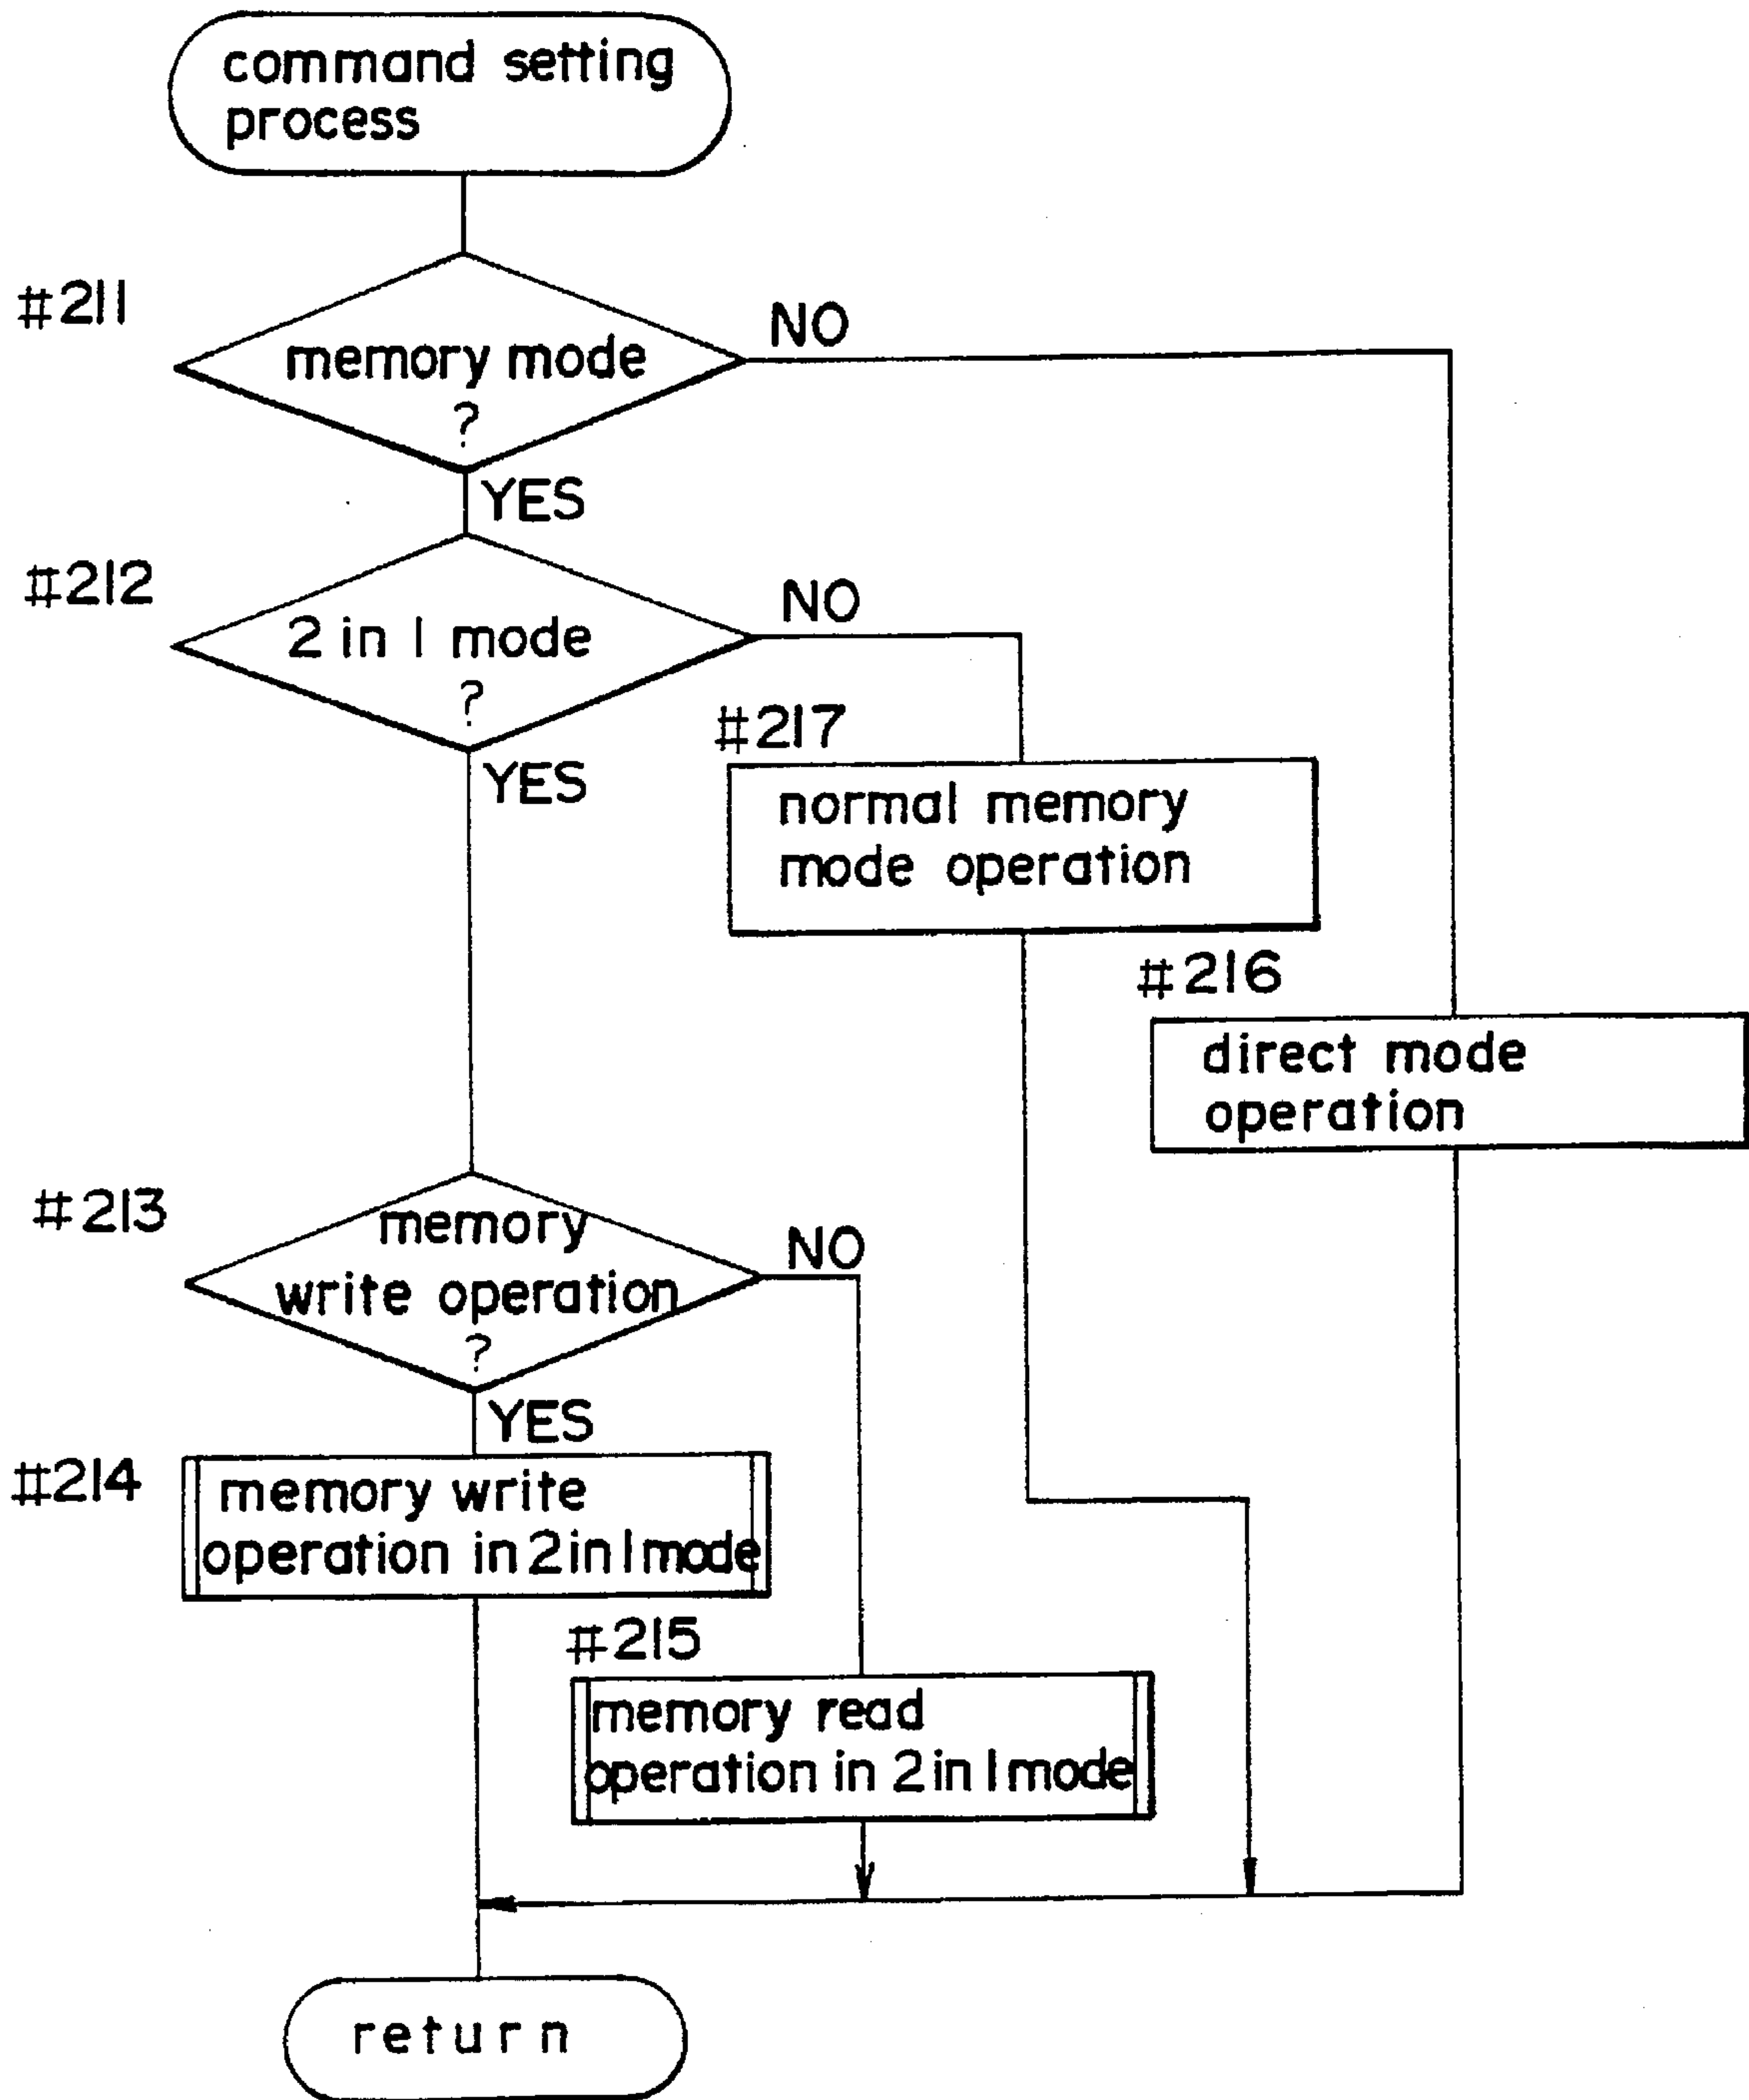 command setting
process
#211
memory mode
?
NO
YES
#212
2 in 1 mode
?
NO
YES
#217
normal memory
mode operation
#216
direct mode
operation
#213
memory
write operation
?
NO
YES
#214
memory write
operation in 2 in 1 mode
#215
memory read
operation in 2 in 1 mode
return